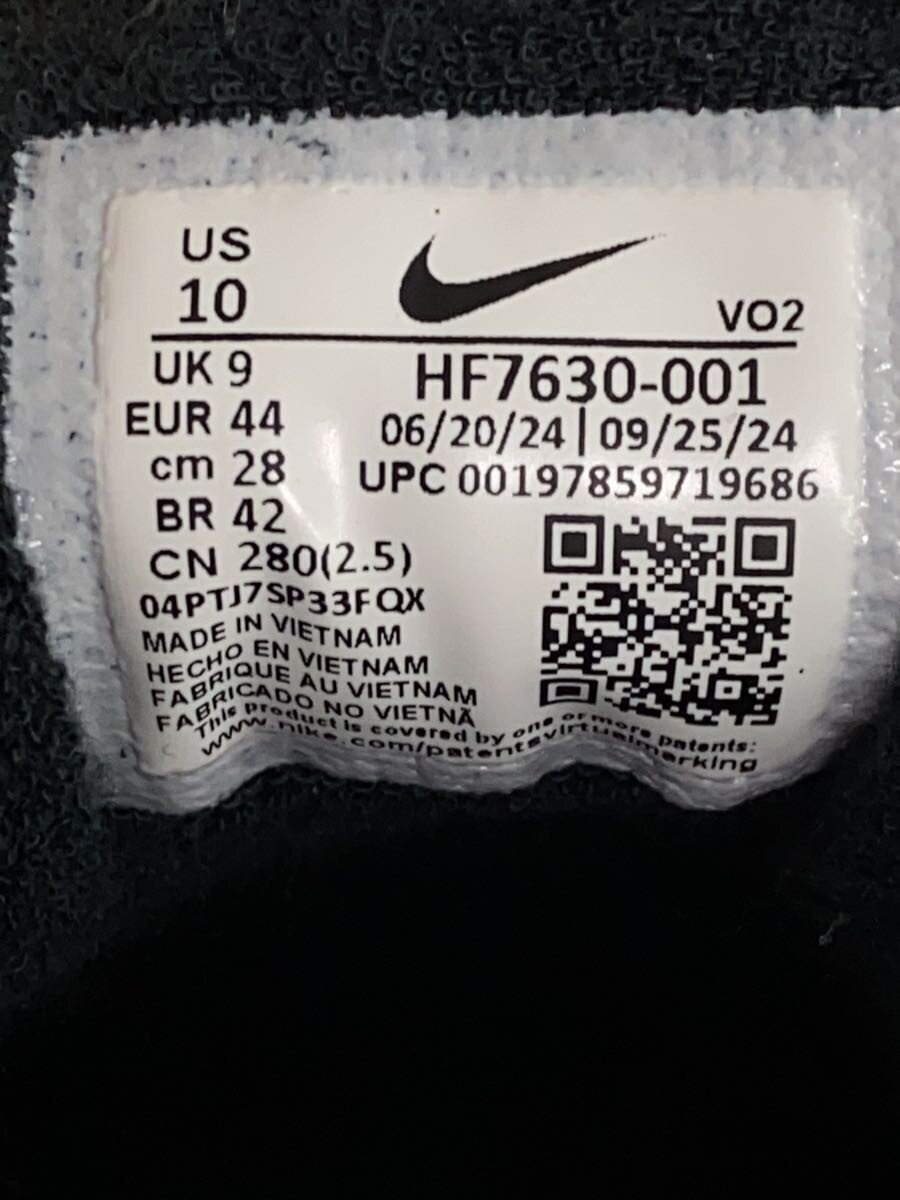 US
10
VO2
UK 9
HF7630-001
EUR 44
06/20/24 | 09/25/24
cm 28
UPC 00197859719686
BR 42
CN 280(2.5)
04PTJ7SP33FQX
MADE IN VIETNAM
HECHO EN VIETNAM
FABRIQUE AU VIETNAM
FABRICADO NO VIETNÃ
This product is covered by one or more patents:
www.nike.com/patentsvirtualmarking